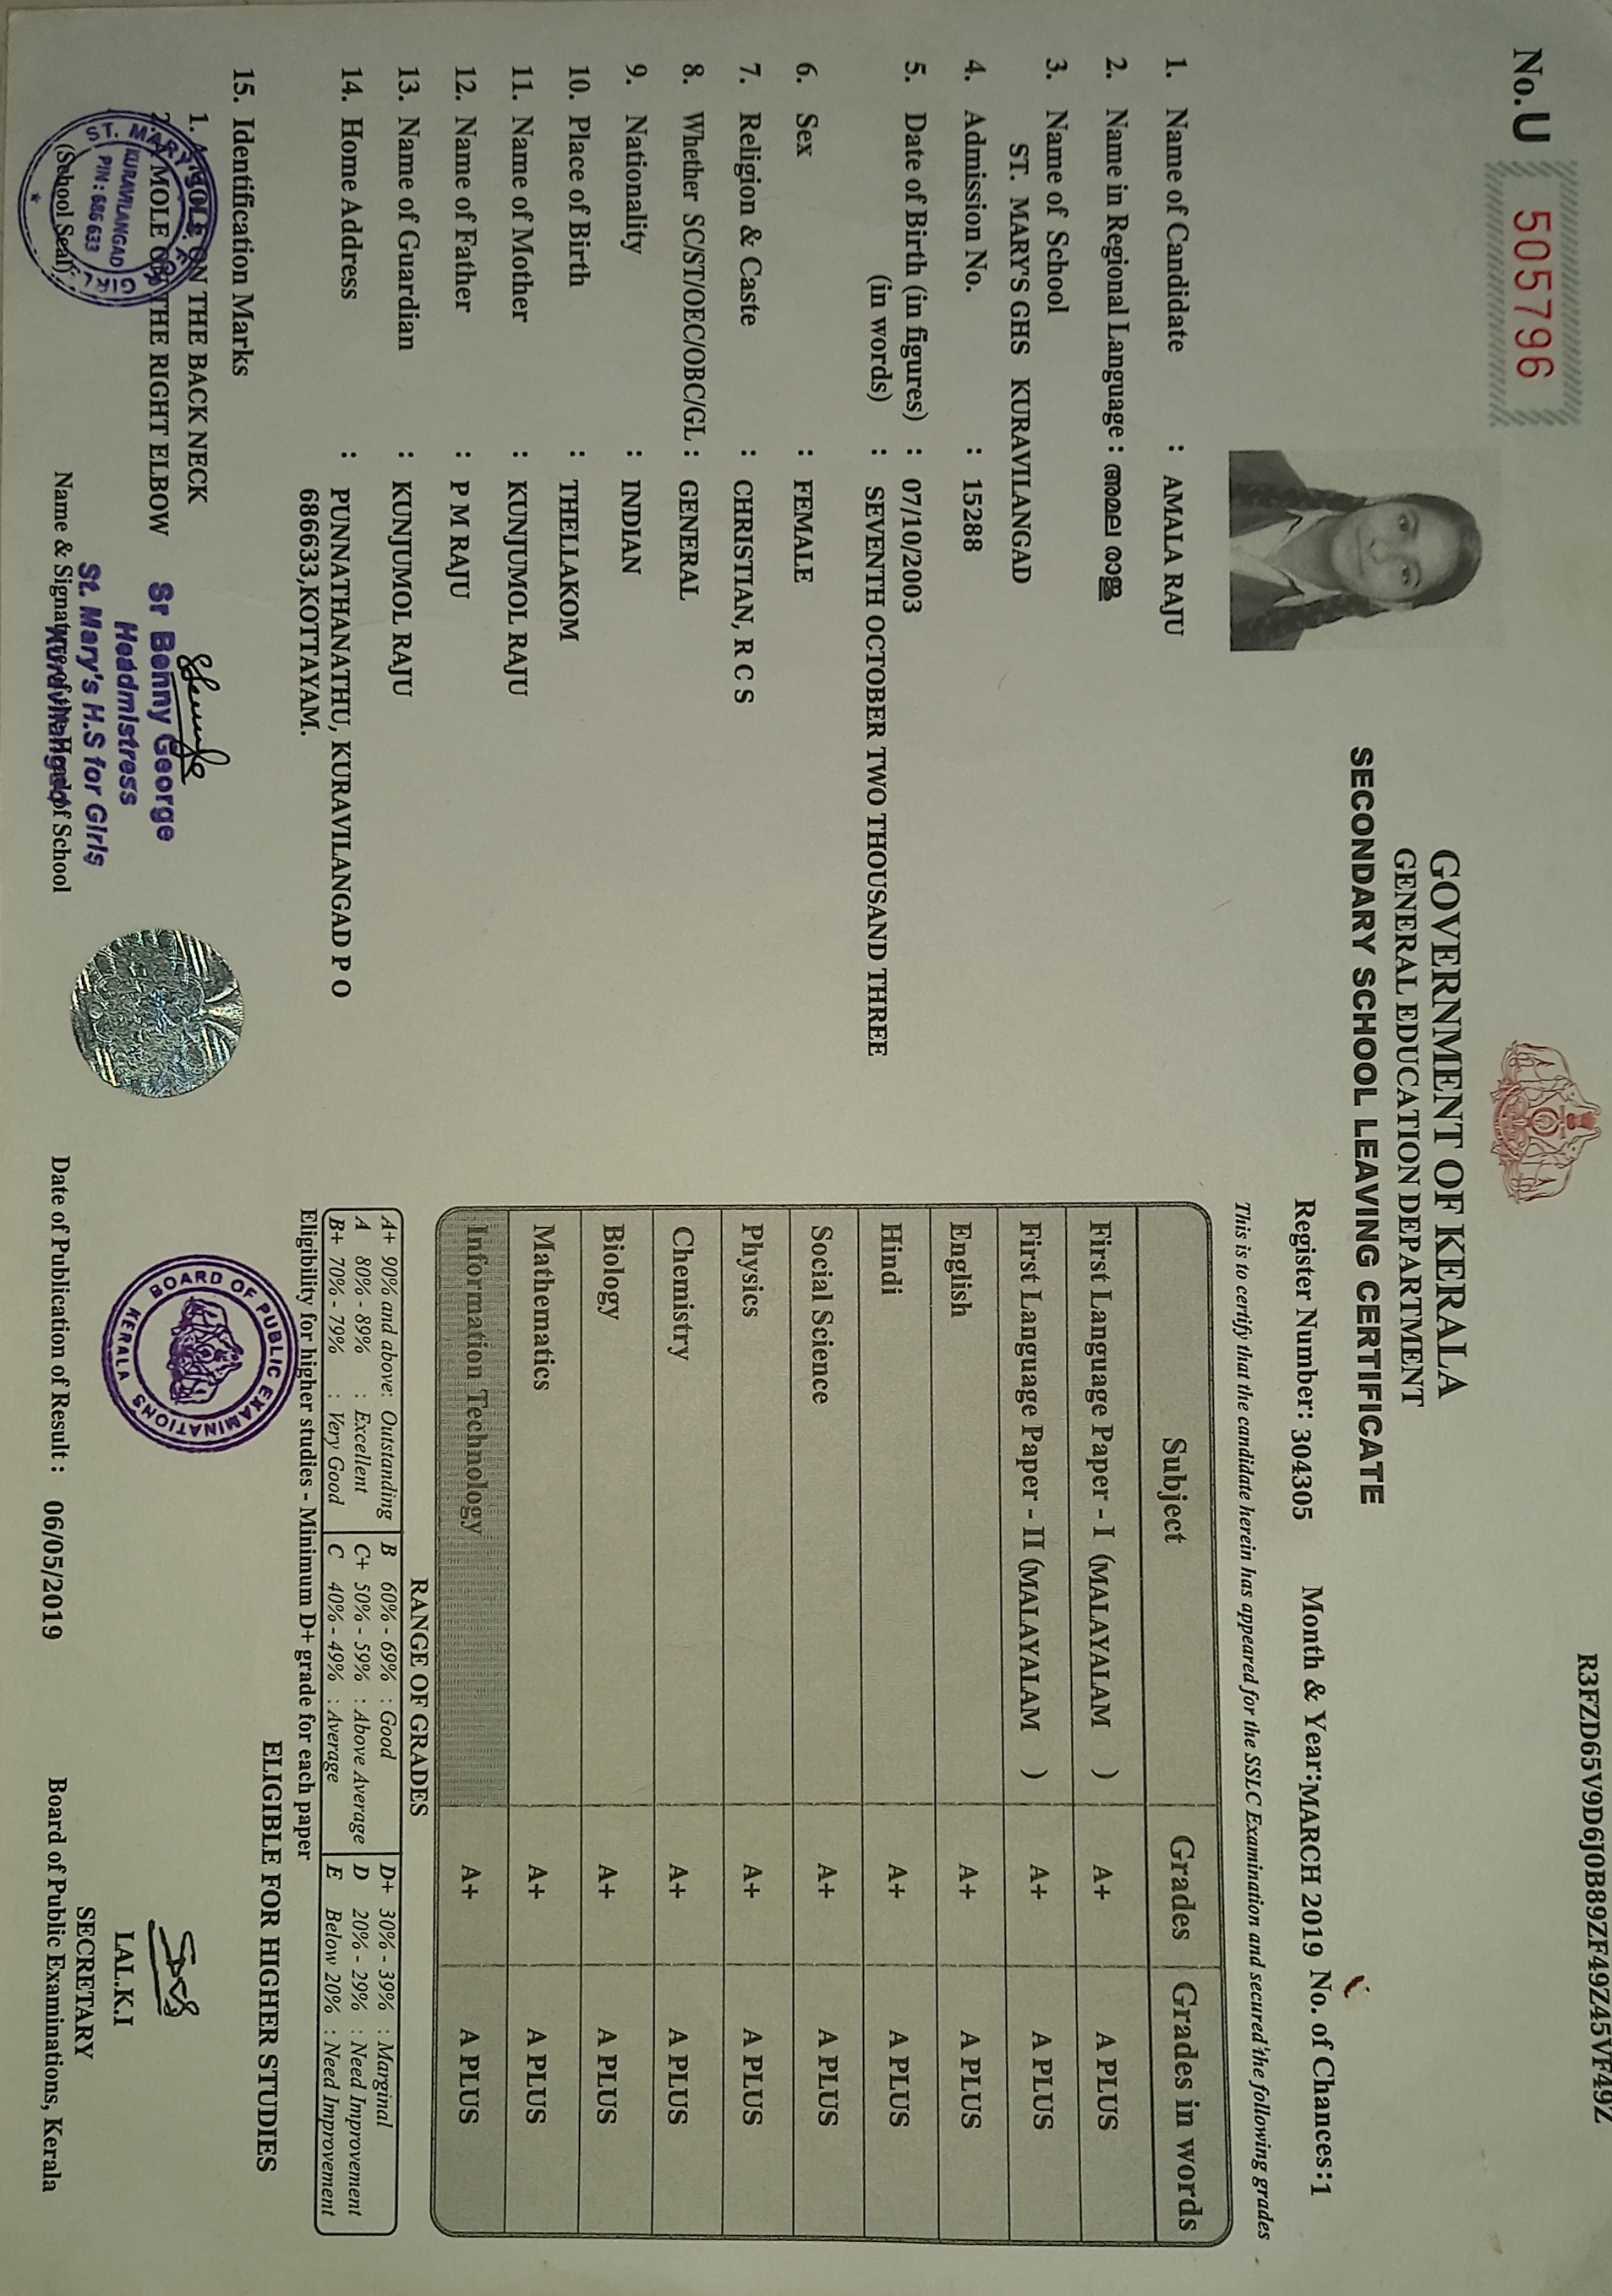 No. U 505796
R3FZD65V9D6J0B89ZF49Z45VF49Z
GOVERNMENT OF KERALA
GENERAL EDUCATION DEPARTMENT
SECONDARY SCHOOL LEAVING CERTIFICATE
Register Number: 304305 Month & Year:MARCH 2019 No. of Chances:1
This is to certify that the candidate herein has appeared for the SSLC Examination and secured the following grades
1. Name of Candidate : AMALA RAJU
2. Name in Regional Language : അമല രാജു
3. Name of School
ST. MARY'S GHS KURAVILANGAD
4. Admission No. : 15288
5. Date of Birth (in figures) : 07/10/2003
(in words) : SEVENTH OCTOBER TWO THOUSAND THREE
6. Sex : FEMALE
7. Religion & Caste : CHRISTIAN, R C S
8. Whether SC/ST/OEC/OBC/GL : GENERAL
9. Nationality : INDIAN
10. Place of Birth : THELLAKOM
11. Name of Mother : KUNJUMOL RAJU
12. Name of Father : P M RAJU
13. Name of Guardian : KUNJUMOL RAJU
14. Home Address : PUNNATHANATHU, KURAVILANGAD P O
686633,KOTTAYAM.
15. Identification Marks
1. A MOLE ON THE BACK NECK
2. A MOLE ON THE RIGHT ELBOW
ST. MARY'S GIRLS
KURAVILANGAD
PIN : 686 633
(School Seal)
Sr Benny George
Headmistress
St. Mary's H.S for Girls
Kuravilangad
Name & Signature of the Head of School
Subject Grades Grades in words
First Language Paper - I (MALAYALAM ) A+ A PLUS
First Language Paper - II (MALAYALAM ) A+ A PLUS
English A+ A PLUS
Hindi A+ A PLUS
Social Science A+ A PLUS
Physics A+ A PLUS
Chemistry A+ A PLUS
Biology A+ A PLUS
Mathematics A+ A PLUS
Information Technology A+ A PLUS
RANGE OF GRADES
A+ 90% and above: Outstanding B 60% - 69% : Good D+ 30% - 39% : Marginal
A 80% - 89% : Excellent C+ 50% - 59% : Above Average D 20% - 29% : Need Improvement
B+ 70% - 79% : Very Good C 40% - 49% : Average E Below 20% : Need Improvement
Eligibility for higher studies - Minimum D+ grade for each paper
ELIGIBLE FOR HIGHER STUDIES
BOARD OF PUBLIC EXAMINATIONS
KERALA
LAL.K.I
SECRETARY
Date of Publication of Result : 06/05/2019
Board of Public Examinations, Kerala